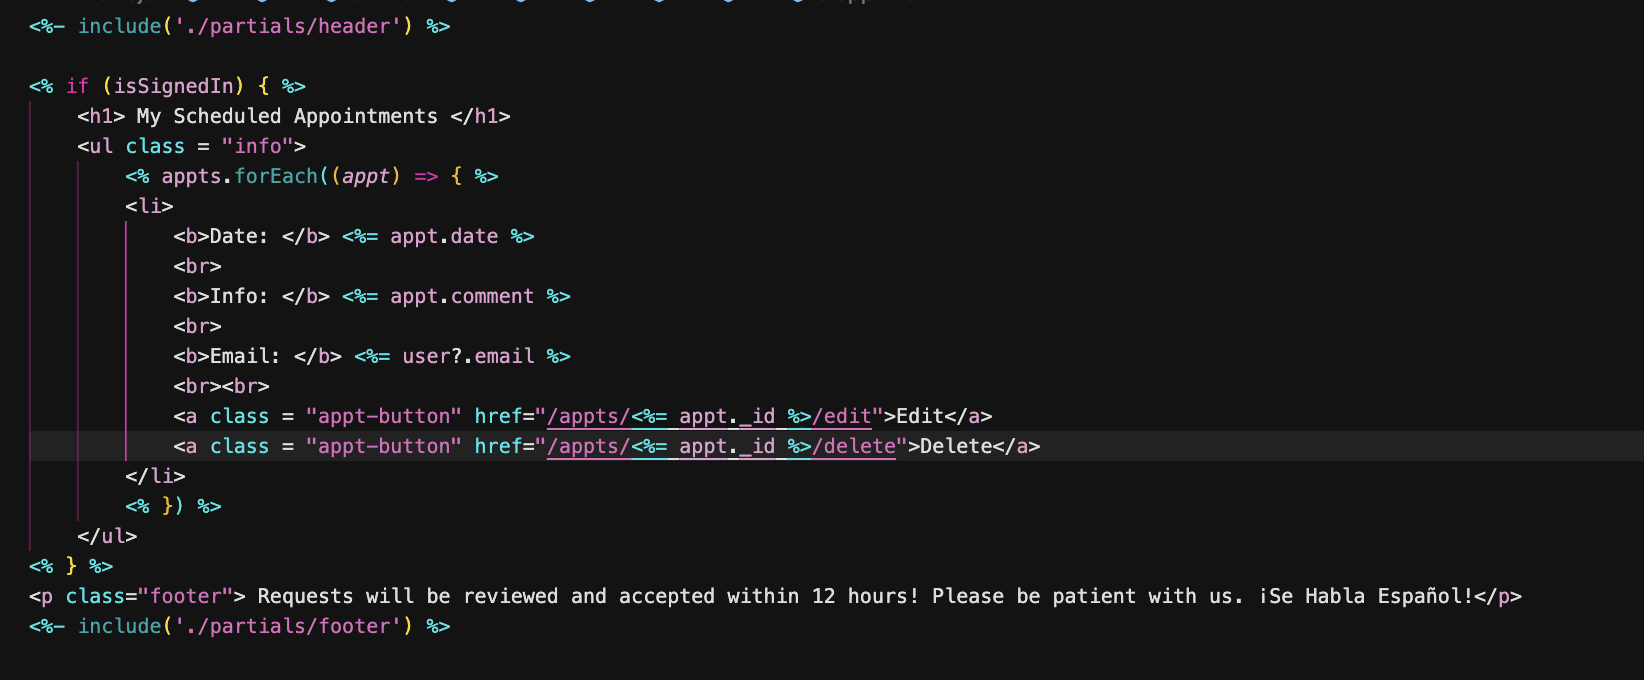 <%- include('./partials/header') %>
<% if (isSignedIn) { %>
<h1> My Scheduled Appointments </h1>
<ul class = "info">
<% appts.forEach((appt) => { %>
<li>
<b>Date: </b> <%= appt.date %>
<br>
<b>Info: </b> <%= appt.comment %>
<br>
<b>Email: </b> <%= user?.email %>
<br><br>
<a class = "appt-button" href="/appts/<%= appt._id %>/edit">Edit</a>
<a class = "appt-button" href="/appts/<%= appt._id %>/delete">Delete</a>
</li>
<% }) %>
</ul>
<% } %>
<p class="footer"> Requests will be reviewed and accepted within 12 hours! Please be patient with us. ¡Se Habla Español!</p>
<%- include('./partials/footer') %>